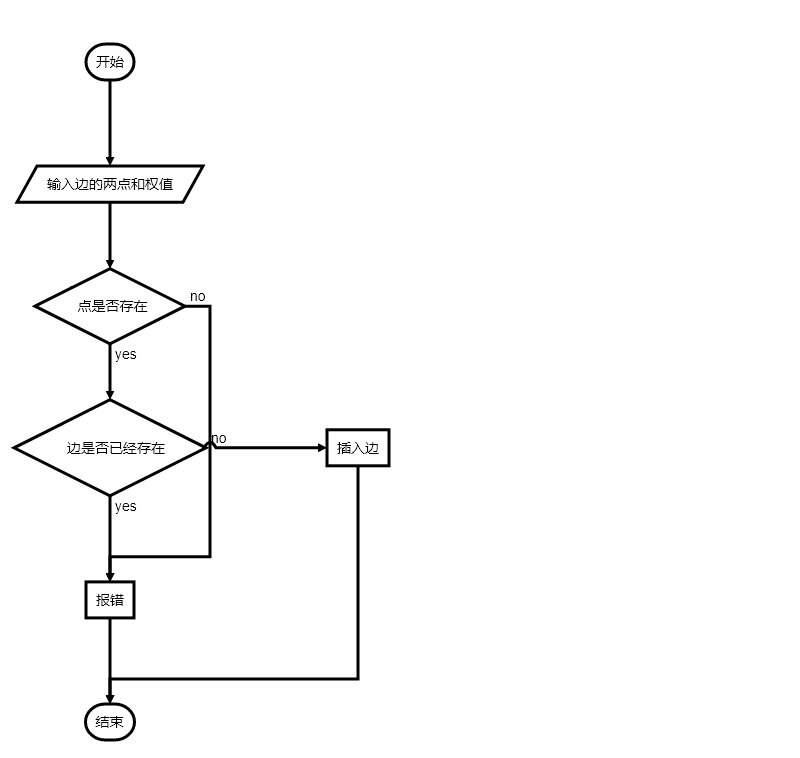 开始
输入边的两点和权值
no
点是否存在
yes
no
边是否已经存在
插入边
yes
报错
结束